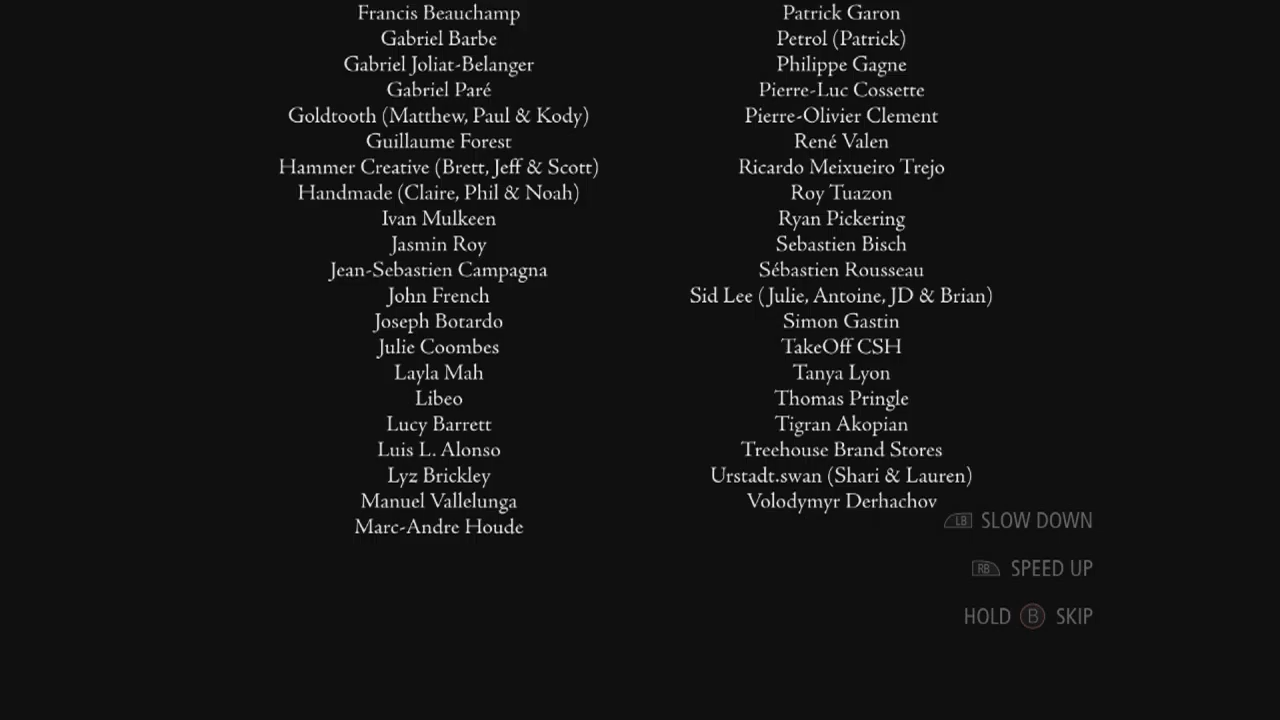 Francis Beauchamp
Gabriel Barbe
Gabriel Joliat-Belanger
Gabriel Paré
Goldtooth (Matthew, Paul & Kody)
Guillaume Forest
Hammer Creative (Brett, Jeff & Scott)
Handmade (Claire, Phil & Noah)
Ivan Mulkeen
Jasmin Roy
Jean-Sebastien Campagna
John French
Joseph Botardo
Julie Coombes
Layla Mah
Libeo
Lucy Barrett
Luis L. Alonso
Lyz Brickley
Manuel Vallelunga
Marc-Andre Houde
Patrick Garon
Petrol (Patrick)
Philippe Gagne
Pierre-Luc Cossette
Pierre-Olivier Clement
René Valen
Ricardo Meixueiro Trejo
Roy Tuazon
Ryan Pickering
Sebastien Bisch
Sébastien Rousseau
Sid Lee (Julie, Antoine, JD & Brian)
Simon Gastin
TakeOff CSH
Tanya Lyon
Thomas Pringle
Tigran Akopian
Treehouse Brand Stores
Urstadt.swan (Shari & Lauren)
Volodymyr Derhachov
LB SLOW DOWN
RB SPEED UP
HOLD B SKIP